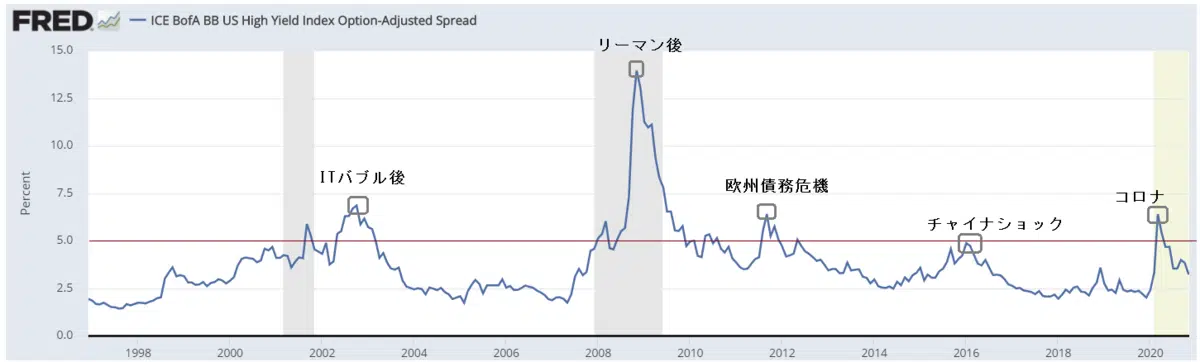 FRED ICE BofA BB US High Yield Index Option-Adjusted Spread
リーマン後
15.0
12.5
10.0
ITバブル後
7.5
欧州債務危機
コロナ
チャイナショック
5.0
2.5
0.0
Percent
1998 2000 2002 2004 2006 2008 2010 2012 2014 2016 2018 2020